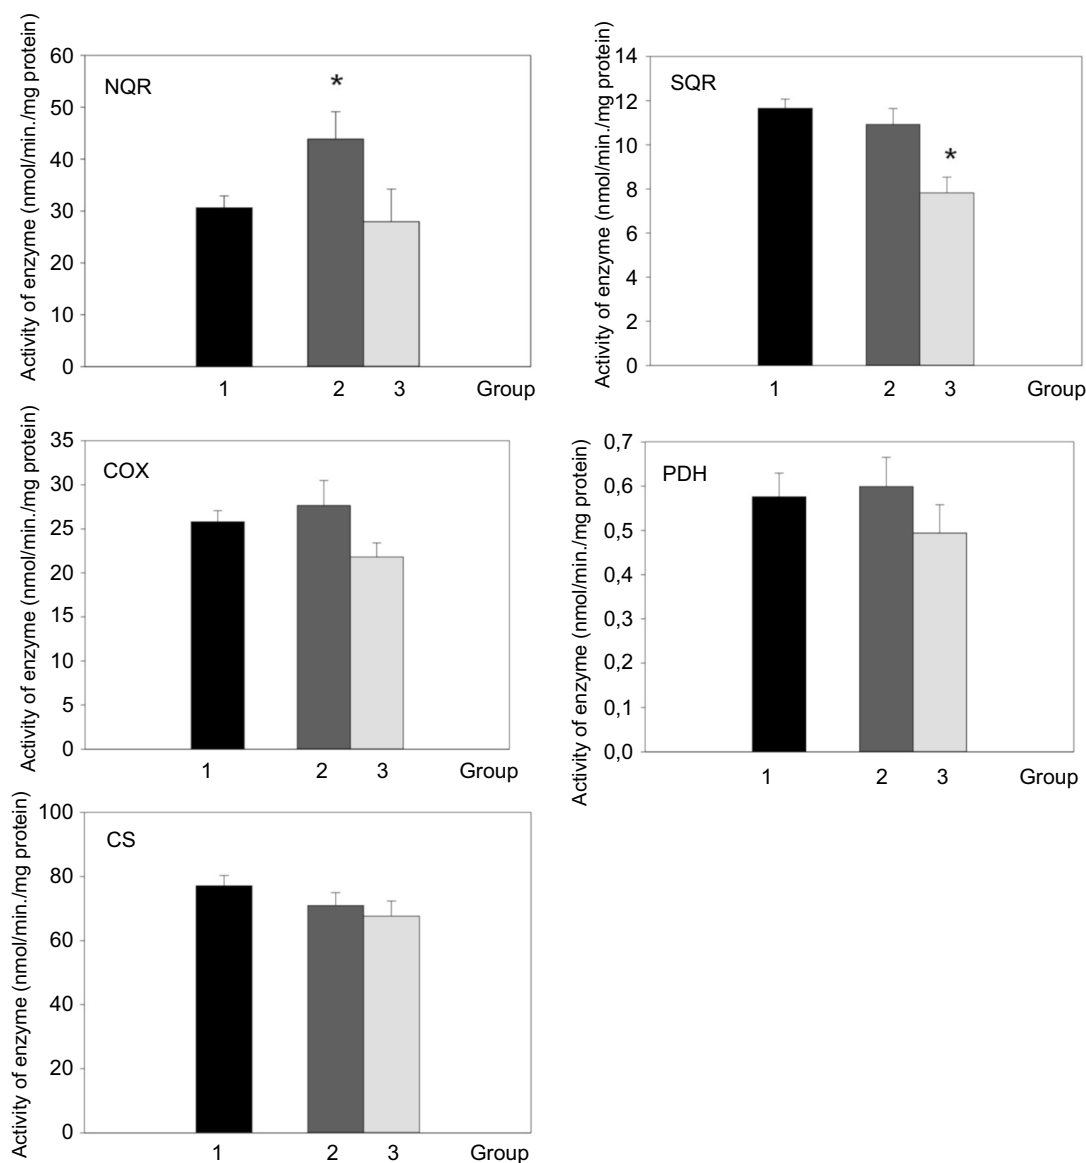 Activity of enzyme (nmol/min./mg protein)
60
50
40
30
20
10
0
NQR
*
1 2 3 Group
Activity of enzyme (nmol/min./mg protein)
14
12
10
8
6
4
2
0
SQR
*
1 2 3 Group
Activity of enzyme (nmol/min./mg protein)
35
30
25
20
15
10
5
0
COX
1 2 3 Group
Activity of enzyme (nmol/min./mg protein)
0,7
0,6
0,5
0,4
0,3
0,2
0,1
0,0
PDH
1 2 3 Group
Activity of enzyme (nmol/min./mg protein)
100
80
60
40
20
0
CS
1 2 3 Group